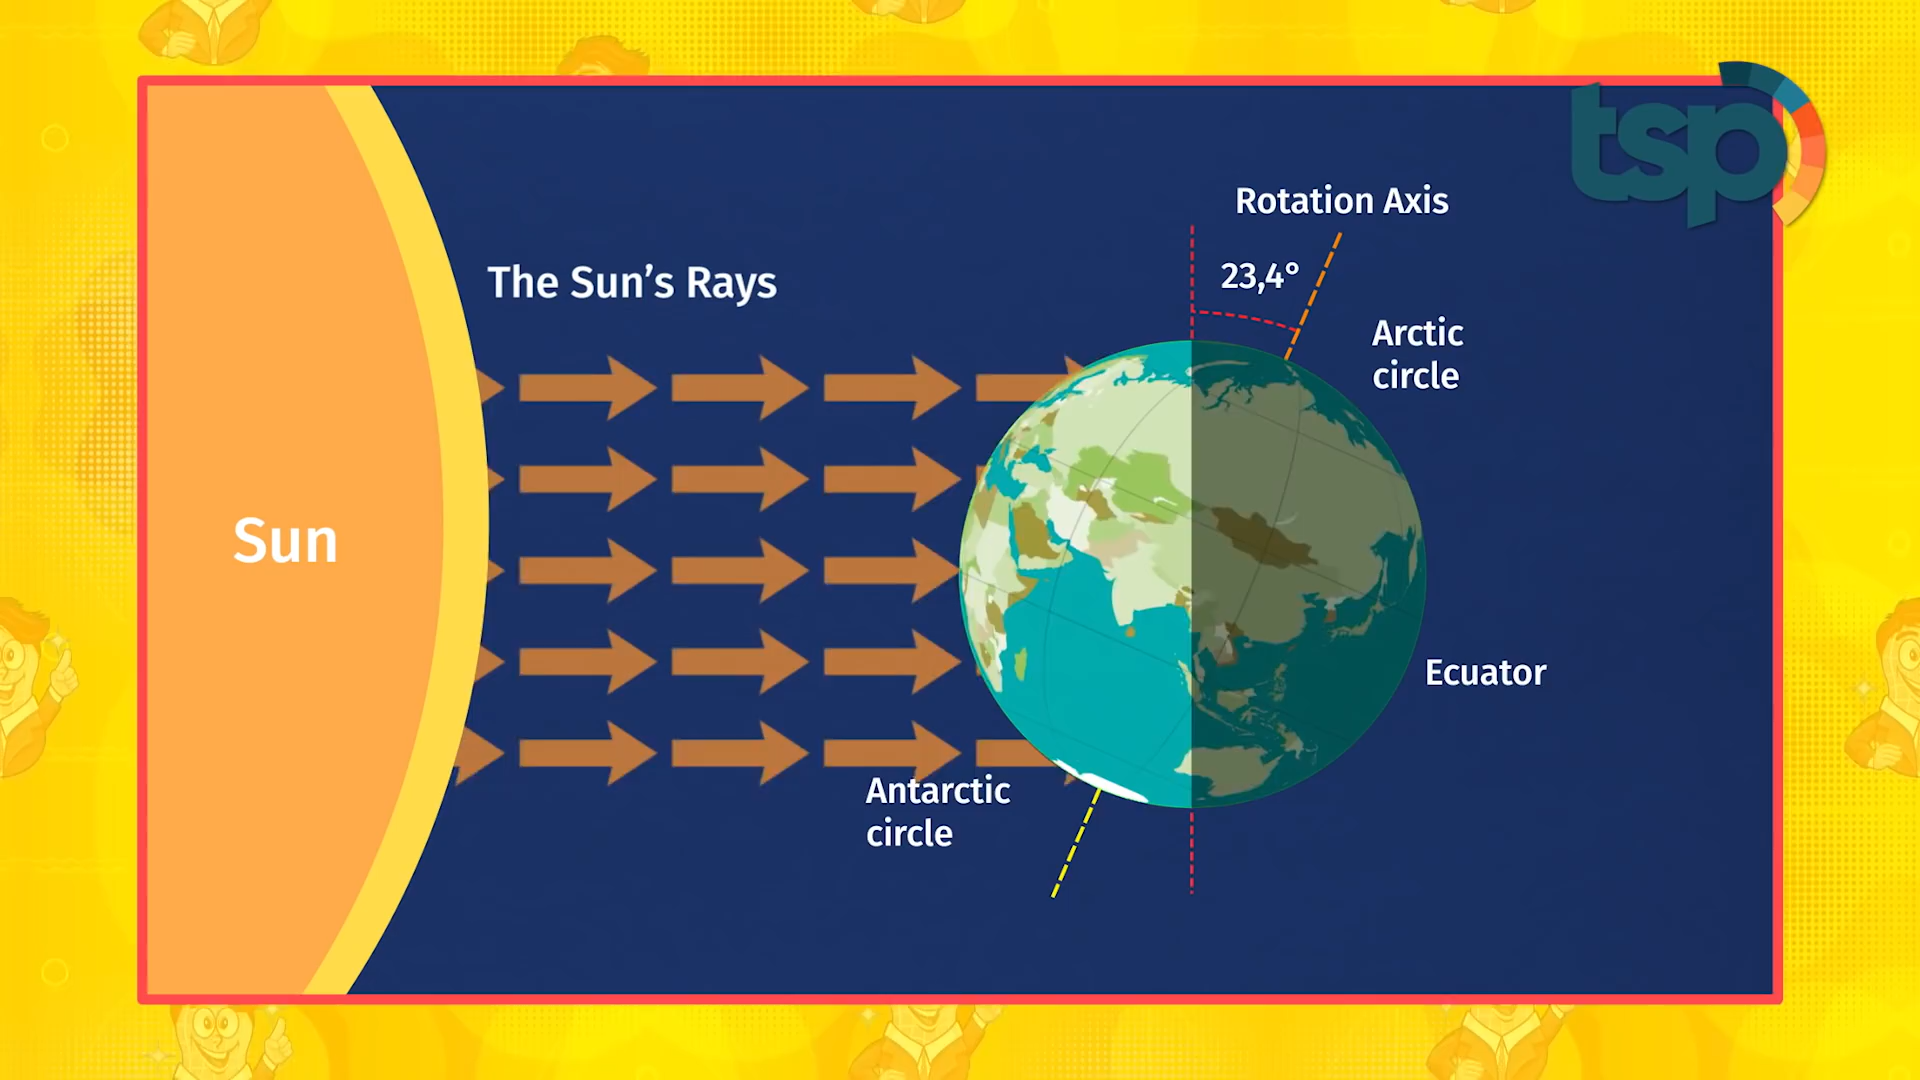 tsp
Rotation Axis
The Sun’s Rays
23,4°
Arctic
circle
Sun
Ecuator
Antarctic
circle